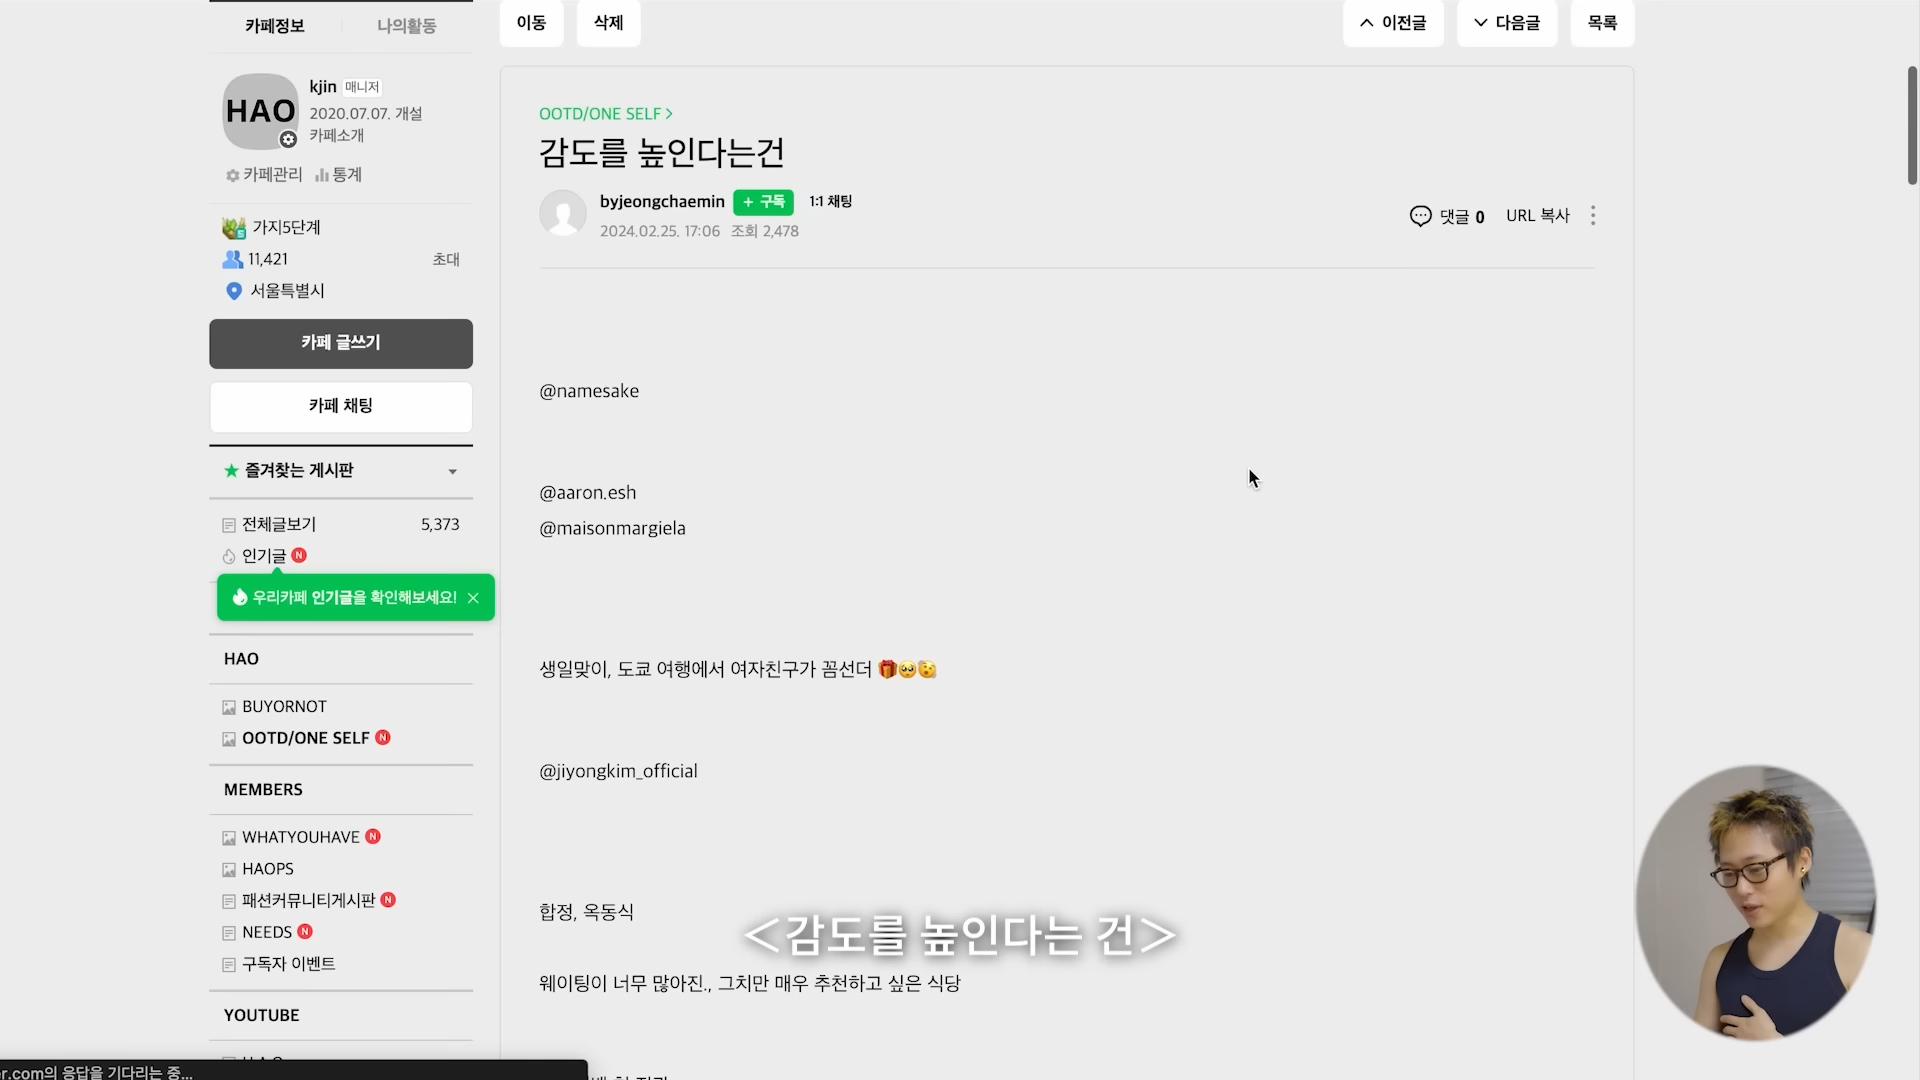 카페정보
나의활동
HAO
kjin 매니저
2020.07.07. 개설
카페소개
카페관리 통계
가지5단계
11,421 초대
서울특별시
카페 글쓰기
카페 채팅
즐겨찾는 게시판
전체글보기 5,373
인기글 N
우리카페 인기글을 확인해보세요!
HAO
BUYORNOT
OOTD/ONE SELF N
MEMBERS
WHATYOUHAVE N
HAOPS
패션커뮤니티게시판 N
NEEDS N
구독자 이벤트
YOUTUBE
이동
삭제
이전글
다음글
목록
OOTD/ONE SELF >
감도를 높인다는건
byjeongchaemin + 구독 1:1 채팅
2024.02.25. 17:06 조회 2,478
댓글 0 URL 복사
@namesake
@aaron.esh
@maisonmargiela
생일맞이, 도쿄 여행에서 여자친구가 꼼선더 🎁🥺😘
@jiyongkim_official
합정, 옥동식
<감도를 높인다는 건>
웨이팅이 너무 많아진., 그치만 매우 추천하고 싶은 식당
r.com의 응답을 기다리는 중...